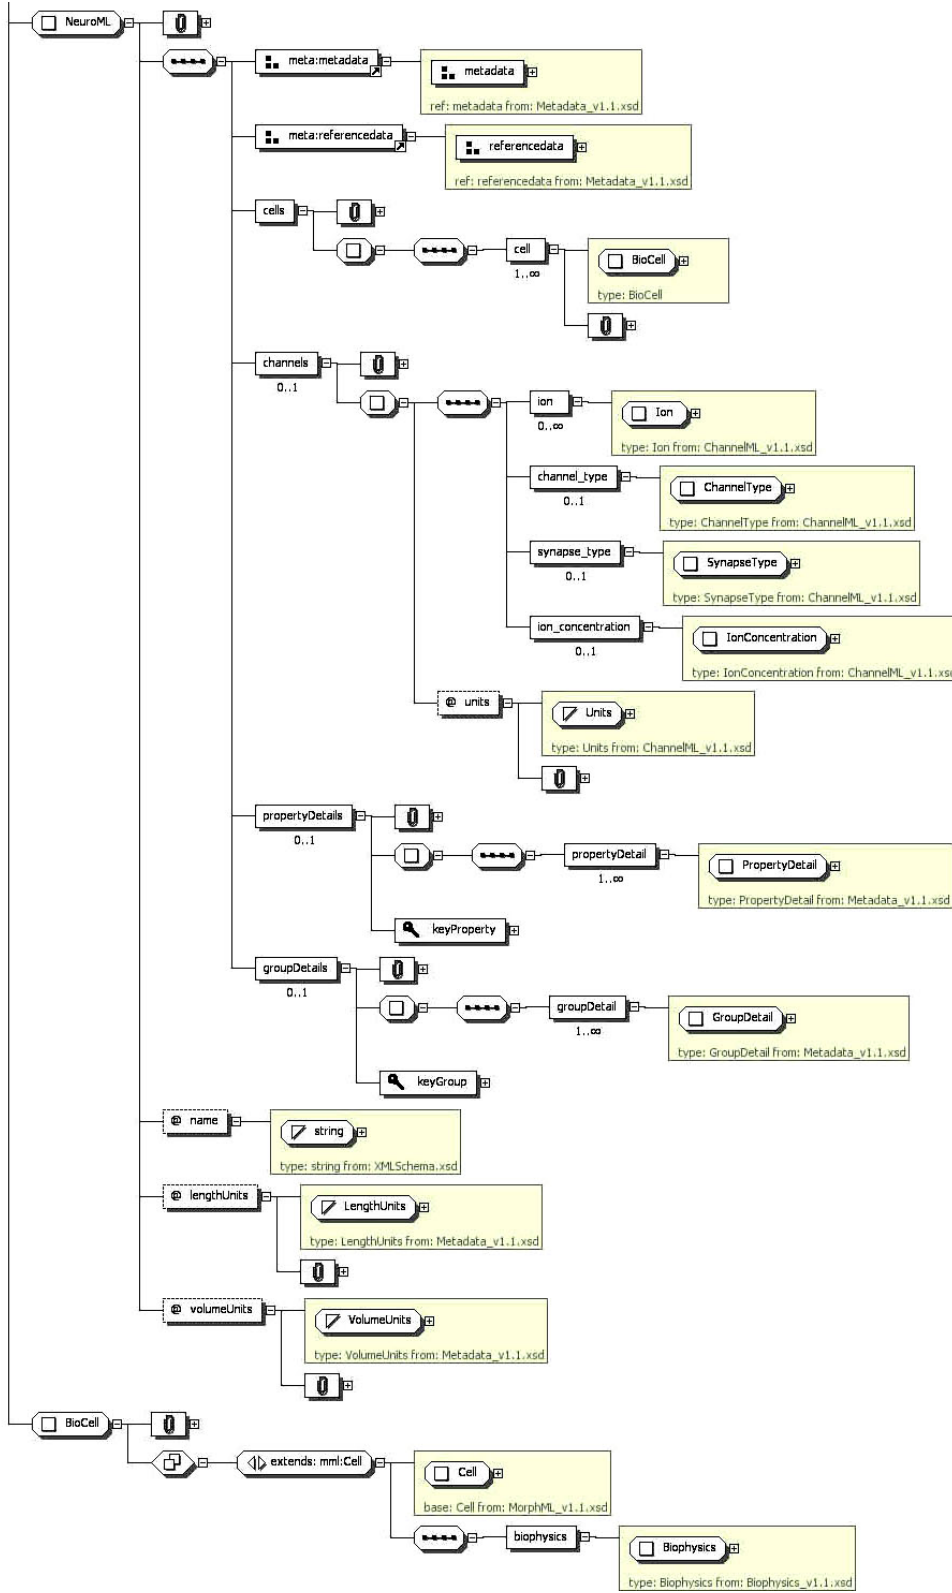 NeuroML
meta:metadata
metadata
ref: metadata from: Metadata_v1.1.xsd
meta:referencedata
referencedata
ref: referencedata from: Metadata_v1.1.xsd
cells
cell
1..∞
BioCell
type: BioCell
channels
0..1
ion
0..∞
Ion
type: Ion from: ChannelML_v1.1.xsd
channel_type
0..1
ChannelType
type: ChannelType from: ChannelML_v1.1.xsd
synapse_type
0..1
SynapseType
type: SynapseType from: ChannelML_v1.1.xsd
ion_concentration
0..1
IonConcentration
type: IonConcentration from: ChannelML_v1.1.xsd
@ units
Units
type: Units from: ChannelML_v1.1.xsd
propertyDetails
0..1
propertyDetail
1..∞
PropertyDetail
type: PropertyDetail from: Metadata_v1.1.xsd
keyProperty
groupDetails
0..1
groupDetail
1..∞
GroupDetail
type: GroupDetail from: Metadata_v1.1.xsd
keyGroup
@ name
string
type: string from: XMLSchema.xsd
@ lengthUnits
LengthUnits
type: LengthUnits from: Metadata_v1.1.xsd
@ volumeUnits
VolumeUnits
type: VolumeUnits from: Metadata_v1.1.xsd
BioCell
extends: mml:Cell
Cell
base: Cell from: MorphML_v1.1.xsd
biophysics
Biophysics
type: Biophysics from: Biophysics_v1.1.xsd